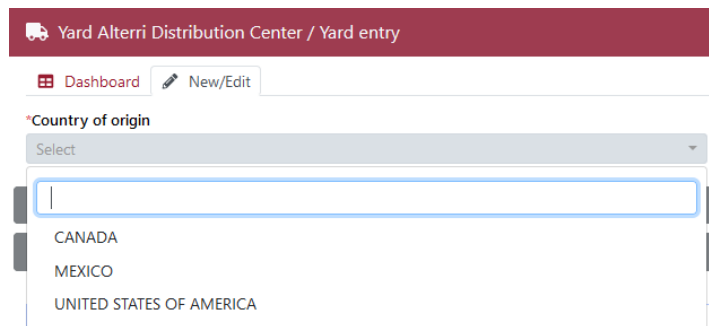 Yard Alterri Distribution Center / Yard entry
Dashboard New/Edit
*Country of origin
Select
CANADA
MEXICO
UNITED STATES OF AMERICA